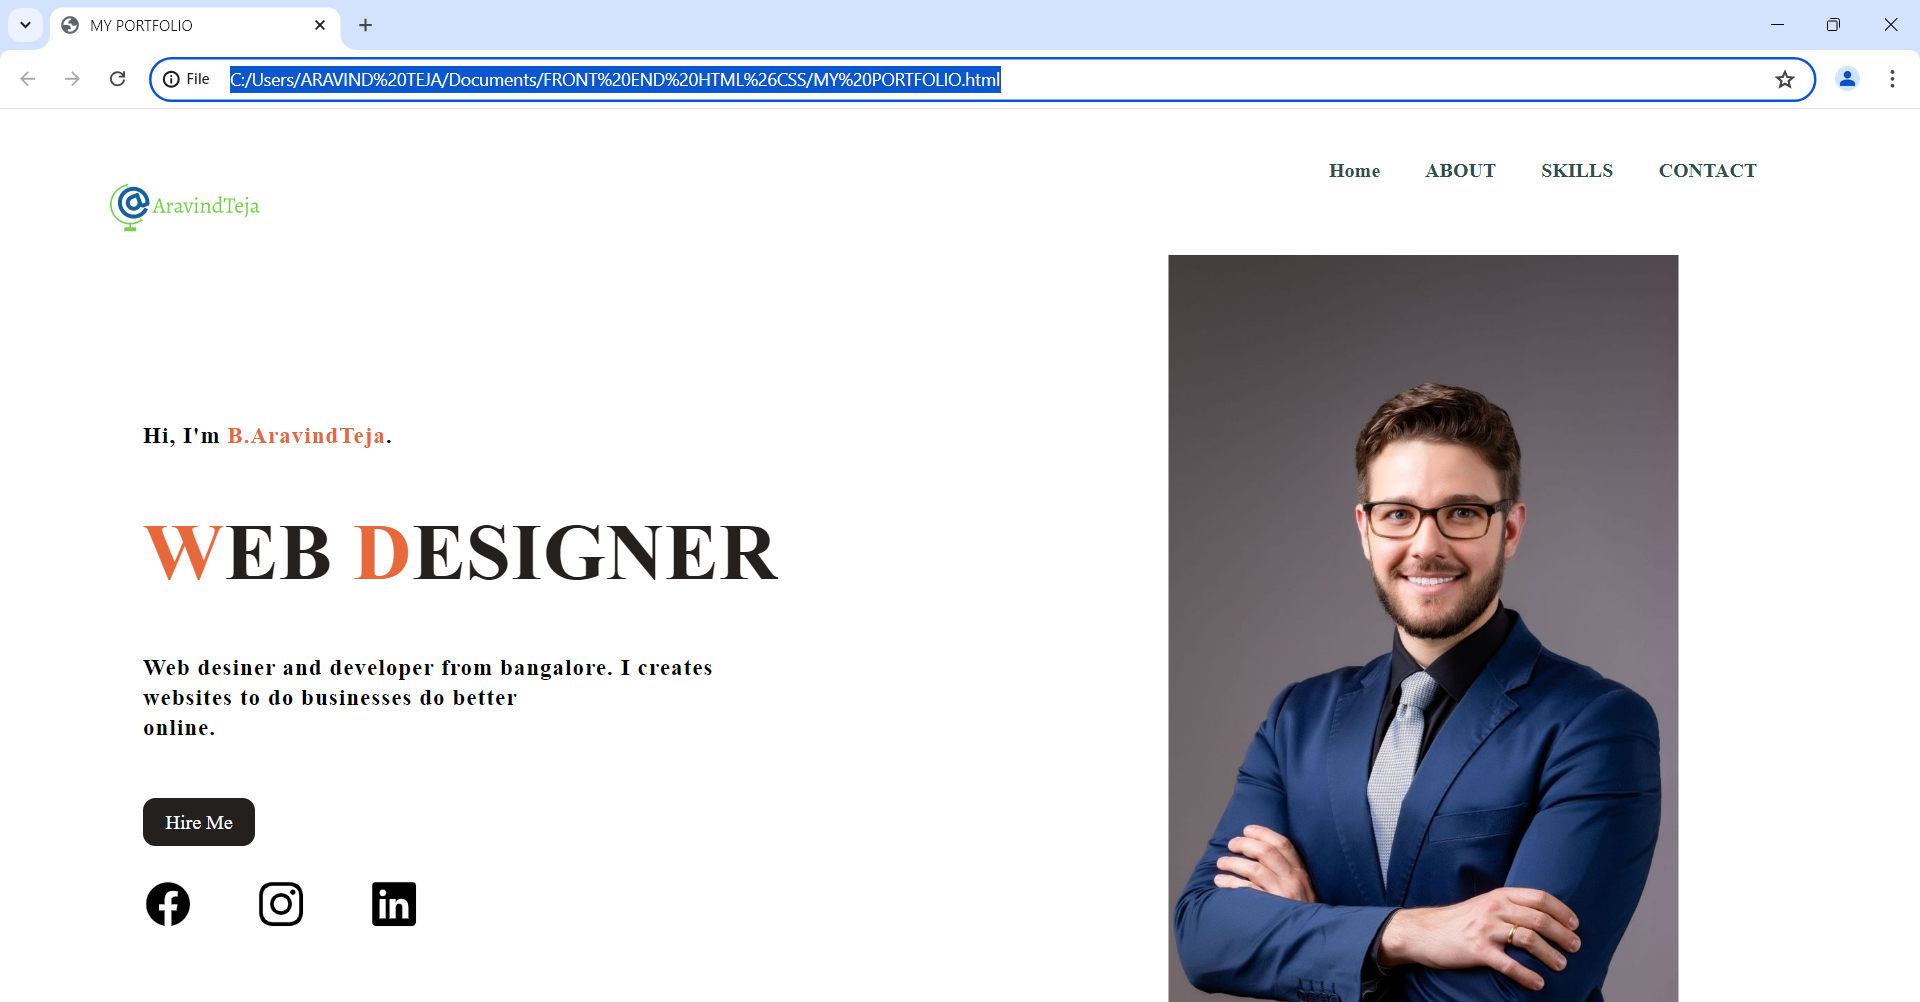 MY PORTFOLIO
File C:/Users/ARAVIND%20TEJA/Documents/FRONT%20END%20HTML%26CSS/MY%20PORTFOLIO.html
Home ABOUT SKILLS CONTACT
@AravindTeja
Hi, I'm B.AravindTeja.
WEB DESIGNER
Web desiner and developer from bangalore. I creates
websites to do businesses do better
online.
Hire Me
in